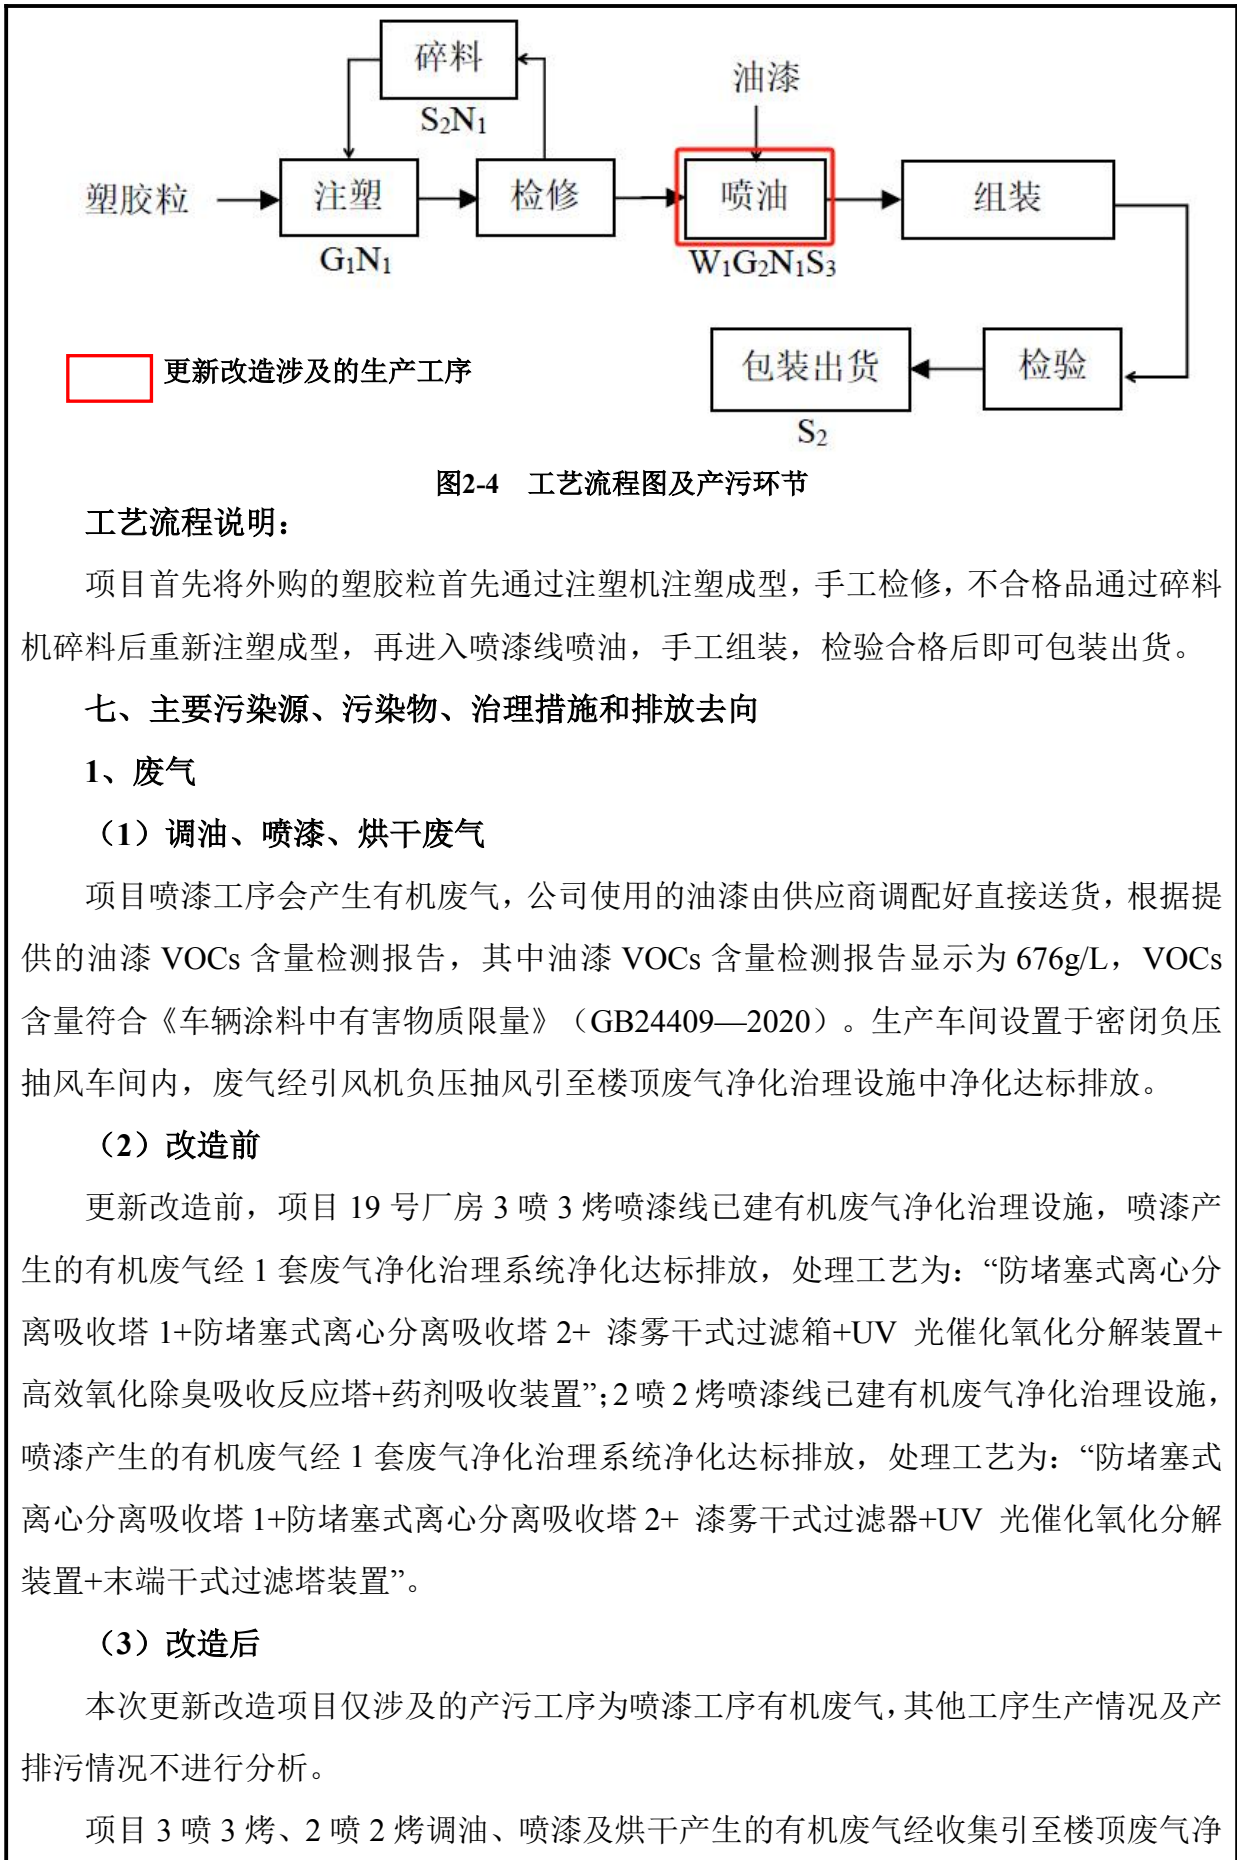 碎料
S₂N₁
油漆
塑胶粒
注塑
检修
喷油
组装
G₁N₁
W₁G₂N₁S₃
包装出货
检验
S₂
更新改造涉及的生产工序
图2-4 工艺流程图及产污环节
工艺流程说明：
项目首先将外购的塑胶粒首先通过注塑机注塑成型，手工检修，不合格品通过碎料
机碎料后重新注塑成型，再进入喷漆线喷油，手工组装，检验合格后即可包装出货。
七、主要污染源、污染物、治理措施和排放去向
1、废气
（1）调油、喷漆、烘干废气
项目喷漆工序会产生有机废气，公司使用的油漆由供应商调配好直接送货，根据提
供的油漆 VOCs 含量检测报告，其中油漆 VOCs 含量检测报告显示为 676g/L，VOCs
含量符合《车辆涂料中有害物质限量》（GB24409—2020）。生产车间设置于密闭负压
抽风车间内，废气经引风机负压抽风引至楼顶废气净化治理设施中净化达标排放。
（2）改造前
更新改造前，项目 19 号厂房 3 喷 3 烤喷漆线已建有机废气净化治理设施，喷漆产
生的有机废气经 1 套废气净化治理系统净化达标排放，处理工艺为：“防堵塞式离心分
离吸收塔 1+防堵塞式离心分离吸收塔 2+ 漆雾干式过滤箱+UV 光催化氧化分解装置+
高效氧化除臭吸收反应塔+药剂吸收装置”；2 喷 2 烤喷漆线已建有机废气净化治理设施，
喷漆产生的有机废气经 1 套废气净化治理系统净化达标排放，处理工艺为：“防堵塞式
离心分离吸收塔 1+防堵塞式离心分离吸收塔 2+ 漆雾干式过滤器+UV 光催化氧化分解
装置+末端干式过滤塔装置”。
（3）改造后
本次更新改造项目仅涉及的产污工序为喷漆工序有机废气，其他工序生产情况及产
排污情况不进行分析。
项目 3 喷 3 烤、2 喷 2 烤调油、喷漆及烘干产生的有机废气经收集引至楼顶废气净